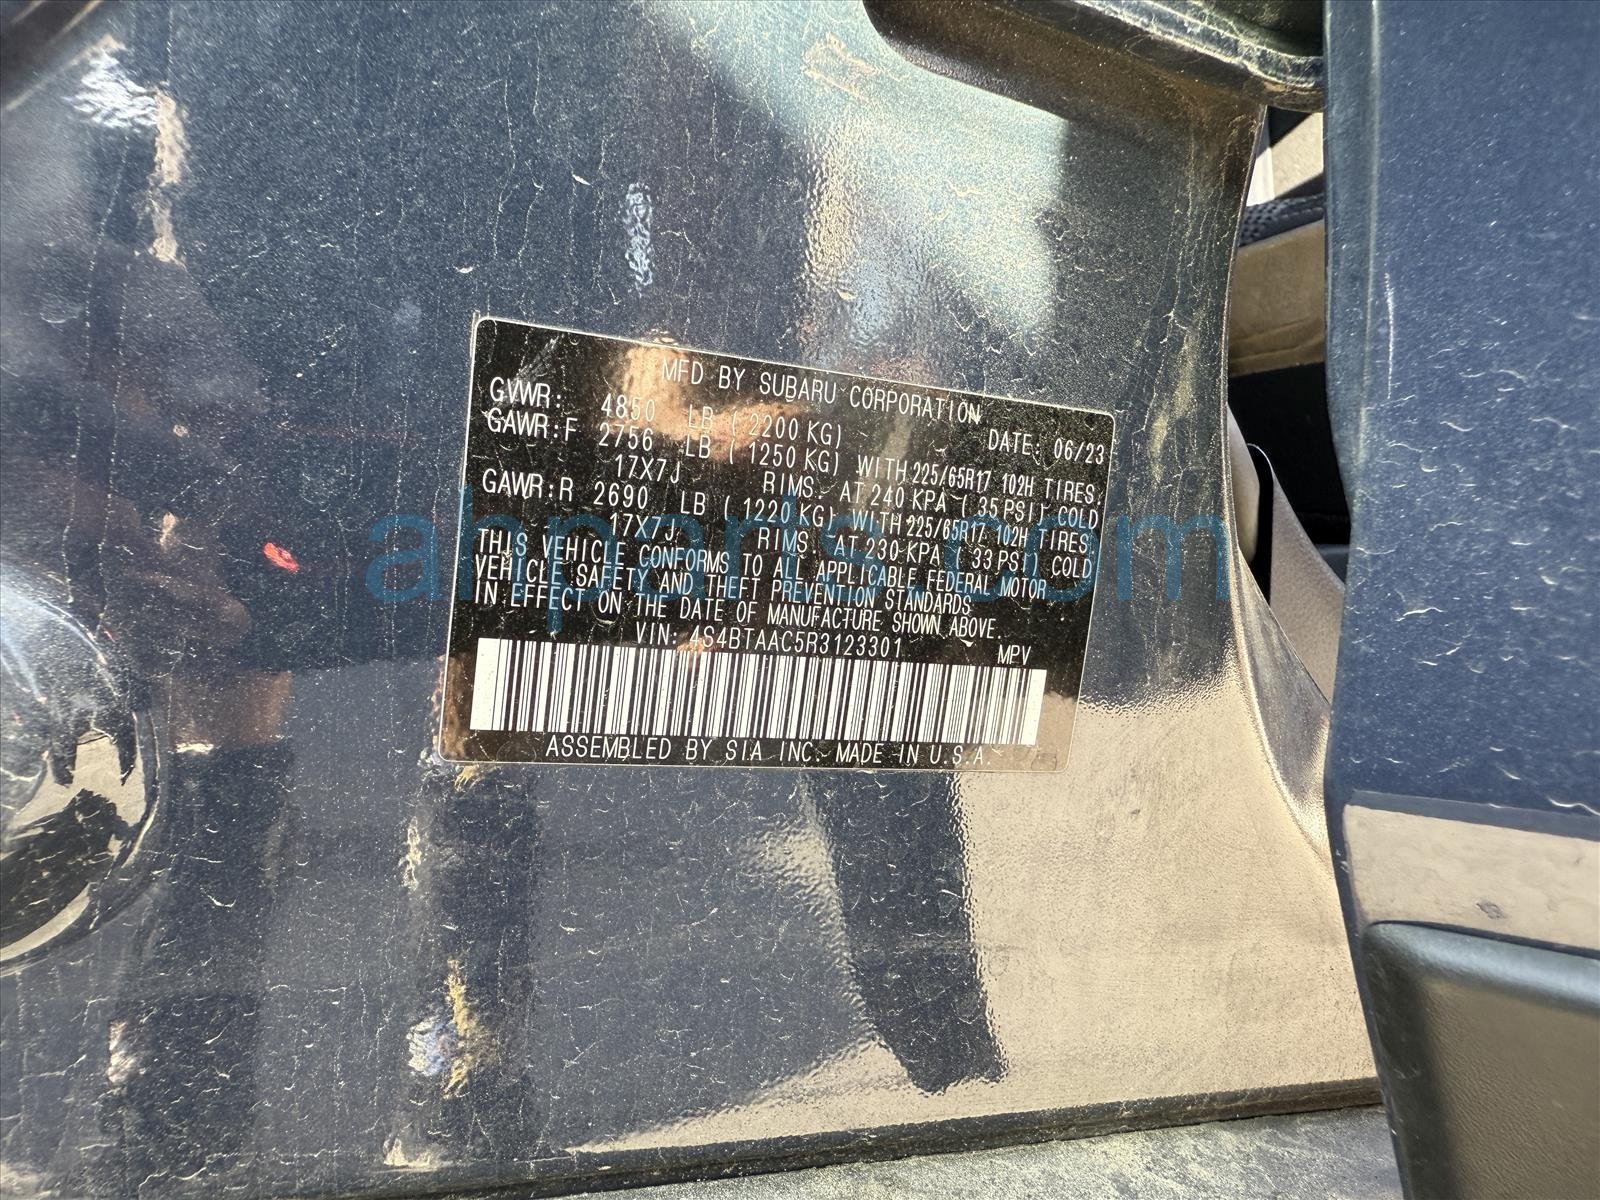 MFD BY SUBARU CORPORATION
GVWR: 4850 LB ( 2200 KG) DATE: 06/23
GAWR:F 2756 LB ( 1250 KG) WITH 225/65R17 102H TIRES,
17X7J RIMS, AT 240 KPA ( 35 PSI) COLD
GAWR:R 2690 LB ( 1220 KG) WITH 225/65R17 102H TIRES,
17X7J RIMS, AT 230 KPA ( 33 PSI) COLD
THIS VEHICLE CONFORMS TO ALL APPLICABLE FEDERAL MOTOR
VEHICLE SAFETY AND THEFT PREVENTION STANDARDS
IN EFFECT ON THE DATE OF MANUFACTURE SHOWN ABOVE.
VIN: 4S4BTAAC5R3123301 MPV
ASSEMBLED BY SIA INC. MADE IN U.S.A.
ahparts.com